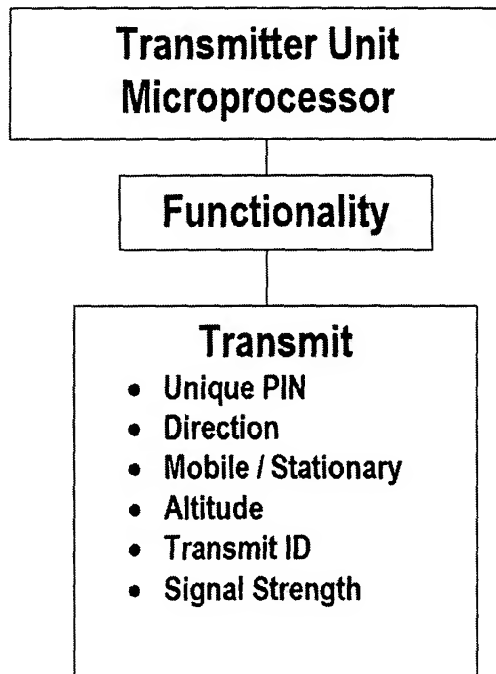 Transmitter Unit
Microprocessor
Functionality
Transmit
• Unique PIN
• Direction
• Mobile / Stationary
• Altitude
• Transmit ID
• Signal Strength